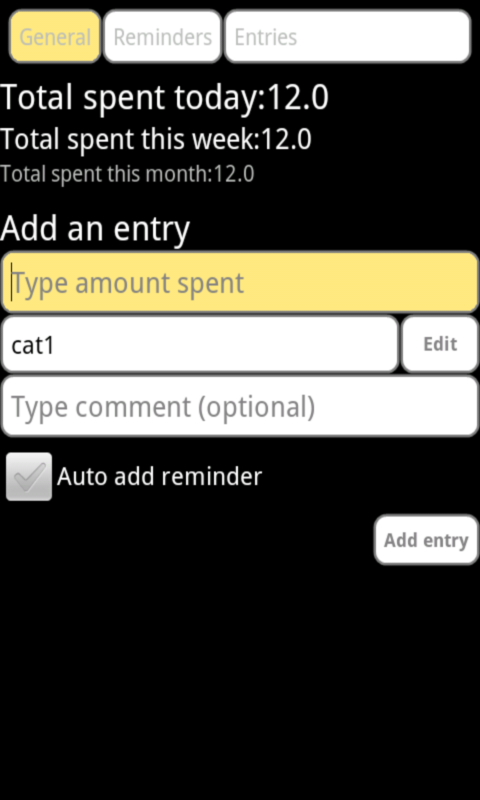 General Reminders Entries
Total spent today:12.0
Total spent this week:12.0
Total spent this month:12.0
Add an entry
Type amount spent
cat1 Edit
Type comment (optional)
Auto add reminder
Add entry